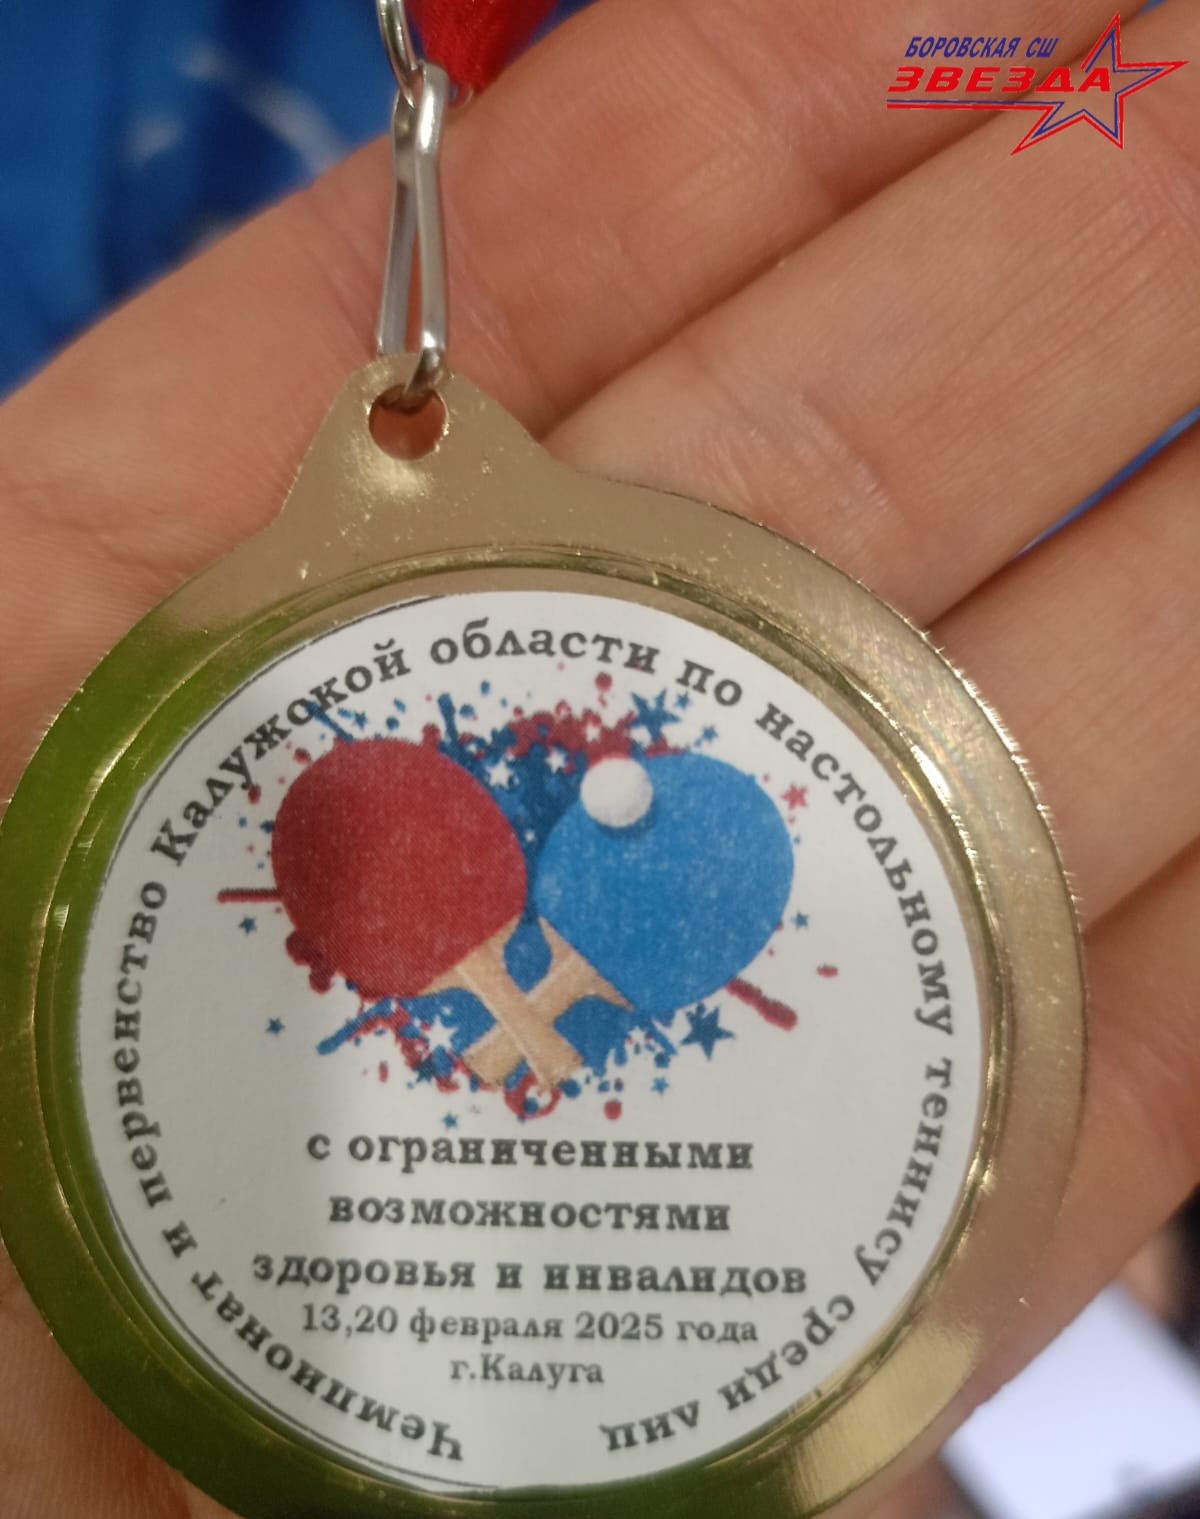 БОРОВСКАЯ СШ
ЗВЕЗДА
Чемпионат и первенство Калужокой области по настольному теннису среди лиц
с ограниченными
возможностями
здоровья и инвалидов
13,20 февраля 2025 года
г.Калуга